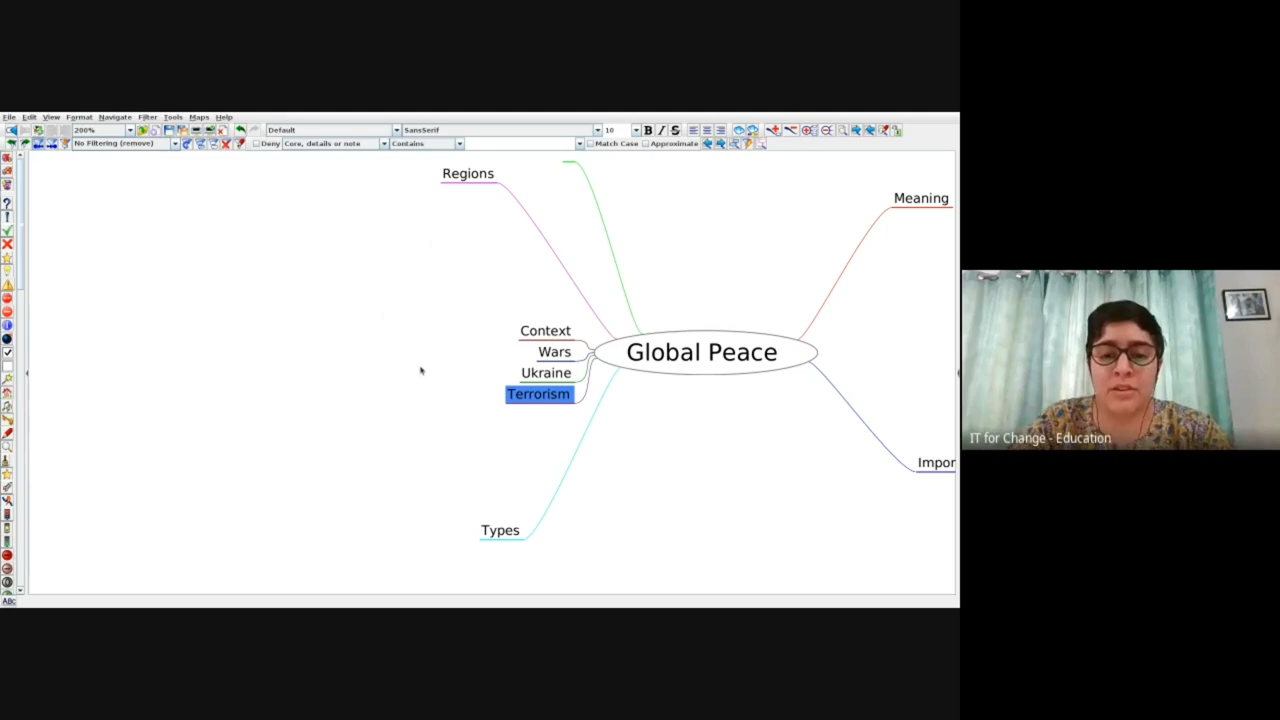 File Edit View Format Navigate Filter Tools Maps Help
200% Default SansSerif 10 B I S
No Filtering (remove) Deny Core, details or note Contains Match Case Approximate
Regions
Meaning
Context
Wars
Ukraine
Terrorism
Global Peace
Impor
Types
IT for Change - Education
ABc